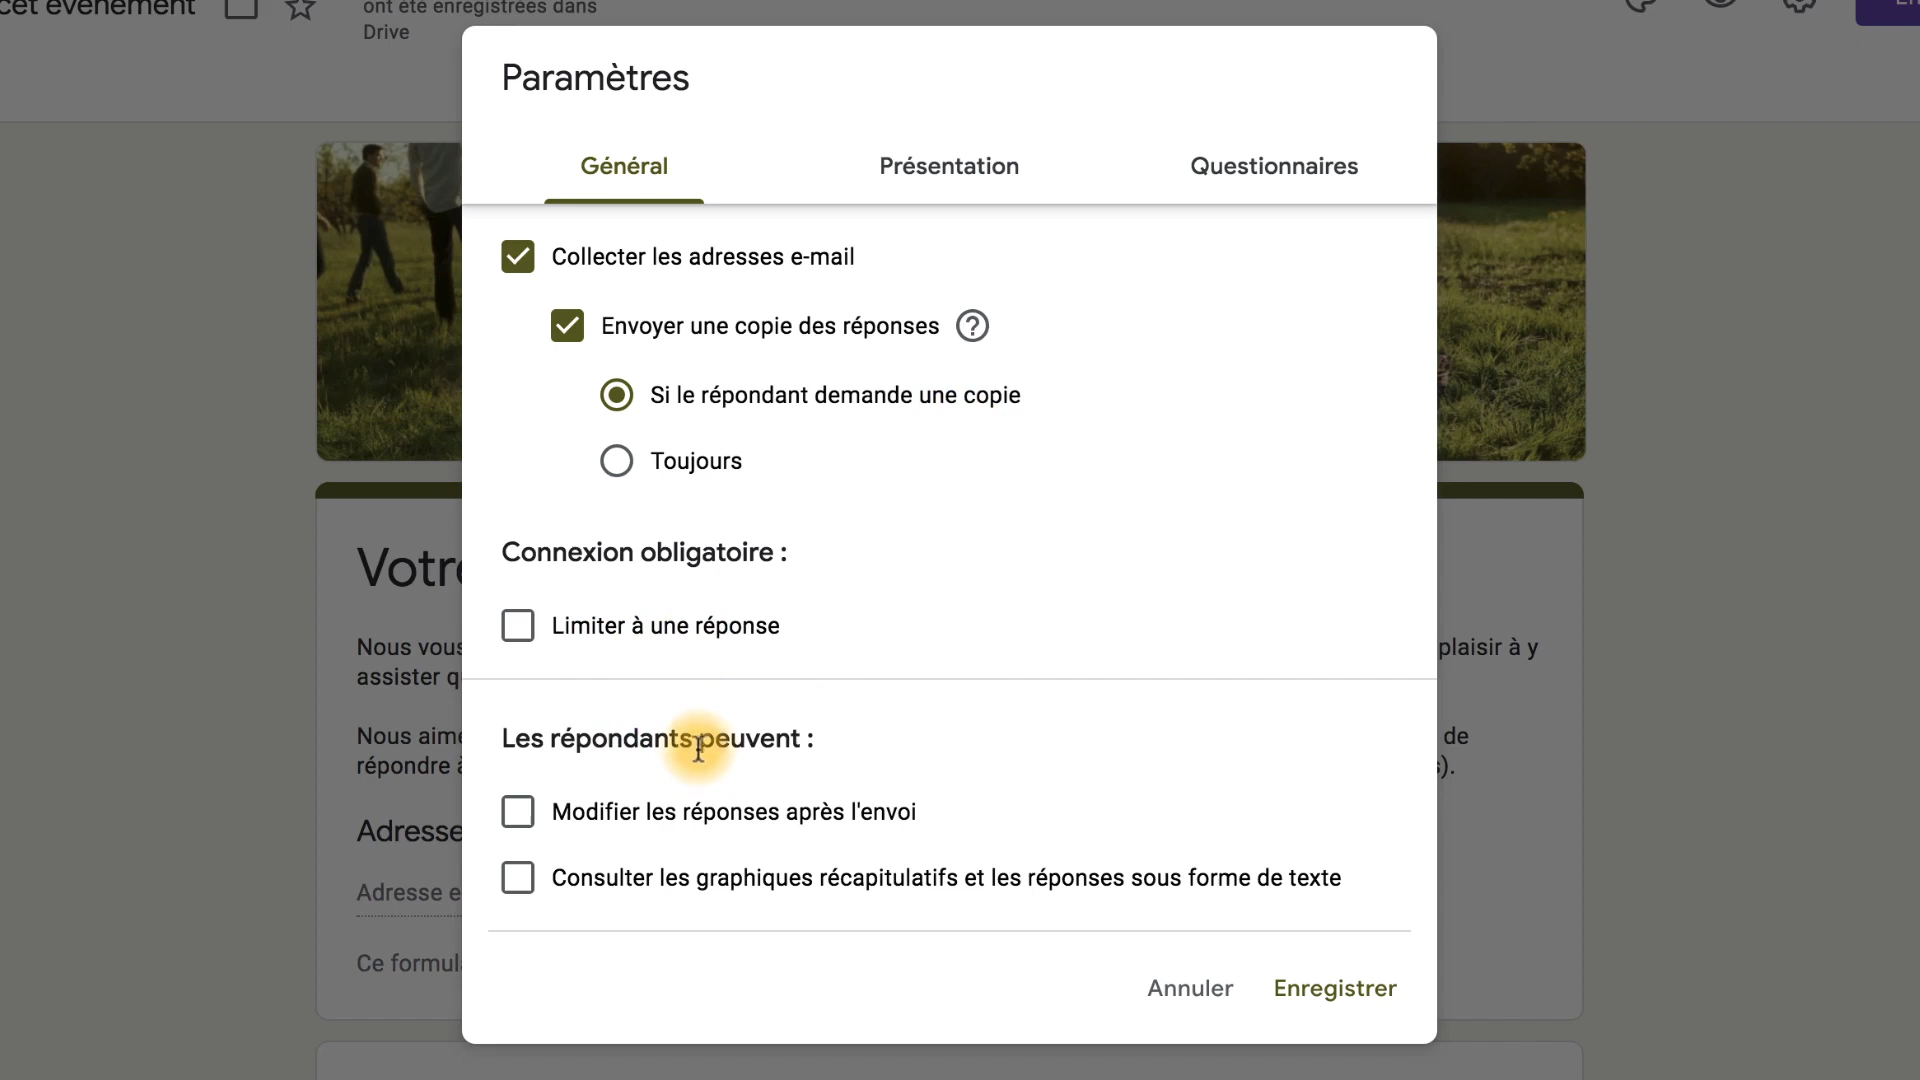 cet évènement
ont été enregistrées dans
Drive
Paramètres
Général
Présentation
Questionnaires
Collecter les adresses e-mail
Envoyer une copie des réponses
Si le répondant demande une copie
Toujours
Connexion obligatoire :
Limiter à une réponse
Les répondants peuvent :
Modifier les réponses après l'envoi
Consulter les graphiques récapitulatifs et les réponses sous forme de texte
Annuler
Enregistrer
Votre
Nous vous
plaisir à y
assister q
Nous aime
de
répondre à
s).
Adresse
Adresse e
Ce formul